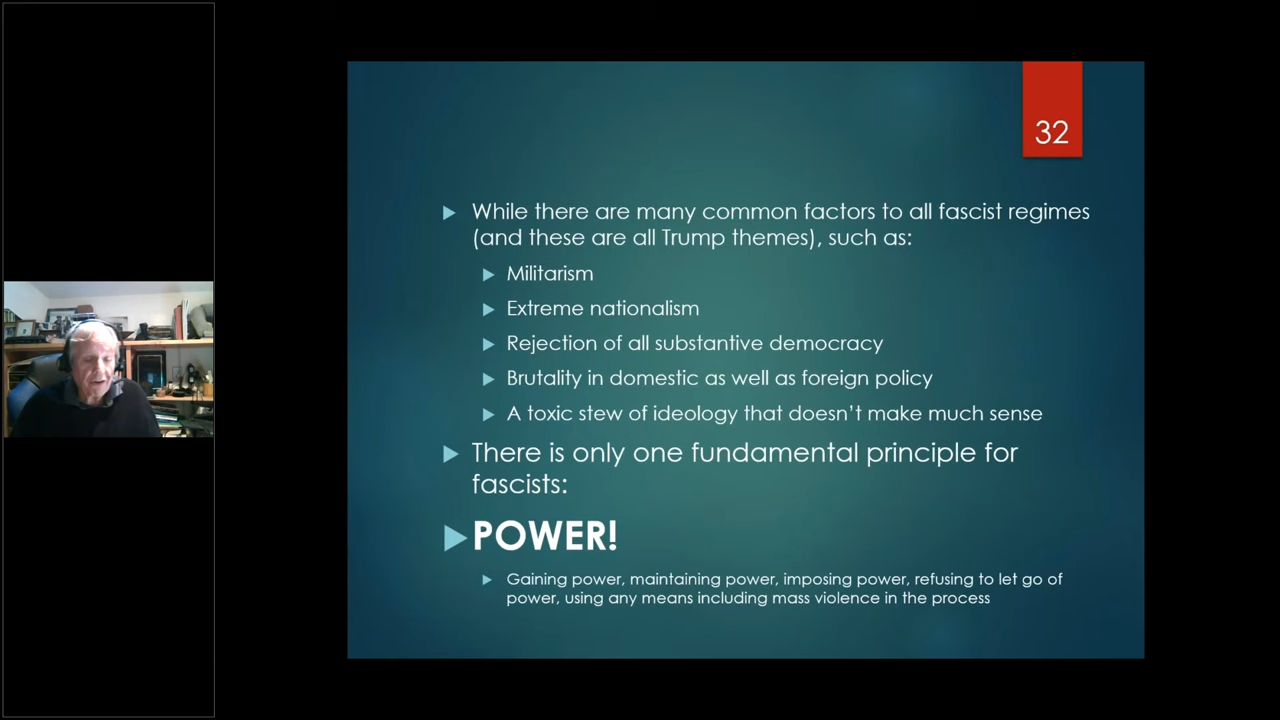 32
While there are many common factors to all fascist regimes
(and these are all Trump themes), such as:
Militarism
Extreme nationalism
Rejection of all substantive democracy
Brutality in domestic as well as foreign policy
A toxic stew of ideology that doesn't make much sense
There is only one fundamental principle for
fascists:
POWER!
Gaining power, maintaining power, imposing power, refusing to let go of
power, using any means including mass violence in the process